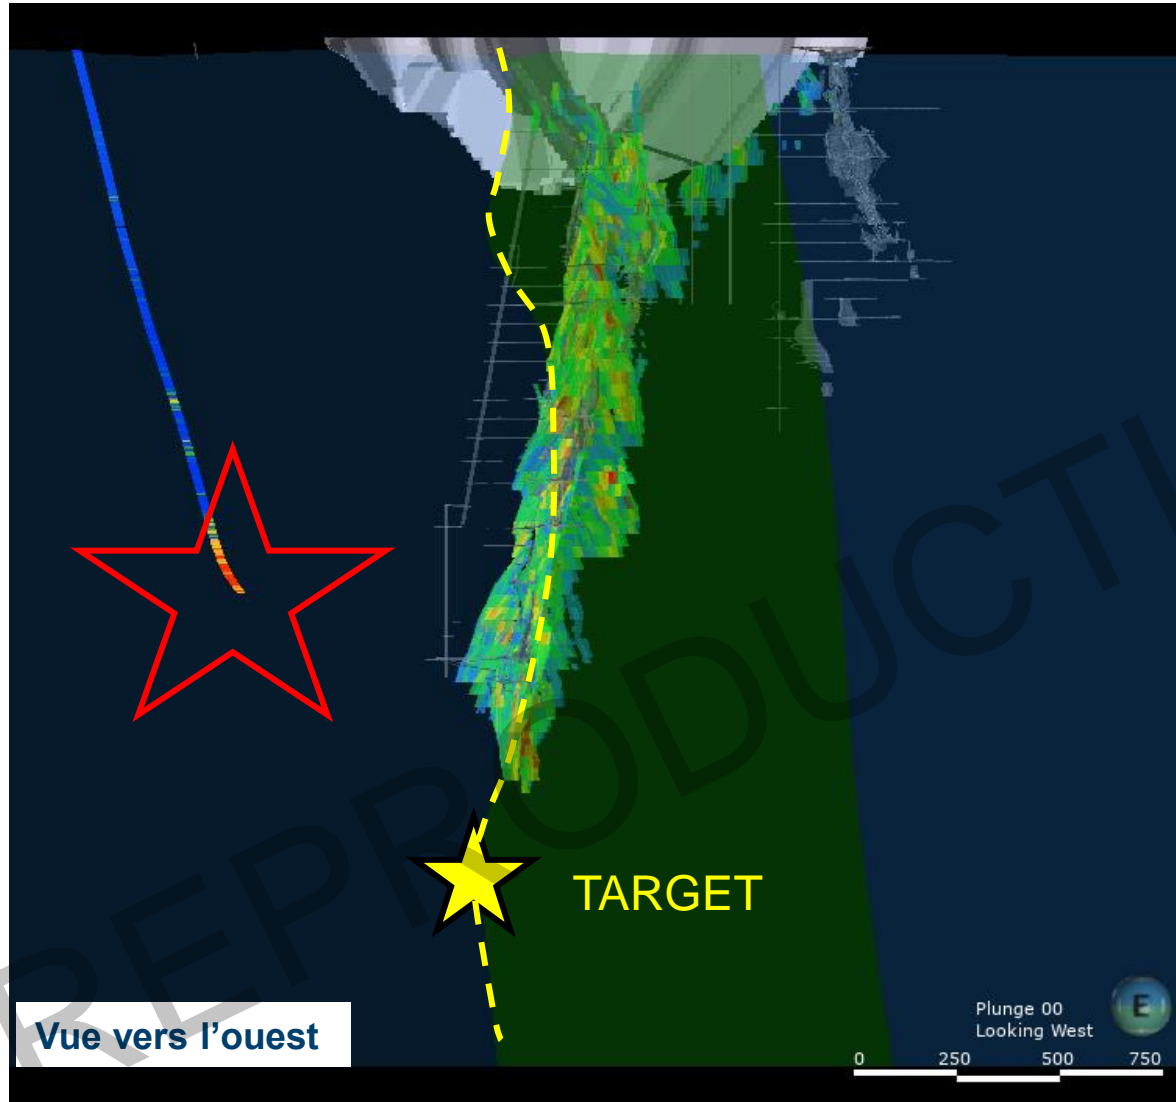 TARGET
Vue vers l'ouest
Plunge 00
Looking West
E
0 250 500 750
REPRODUCTI